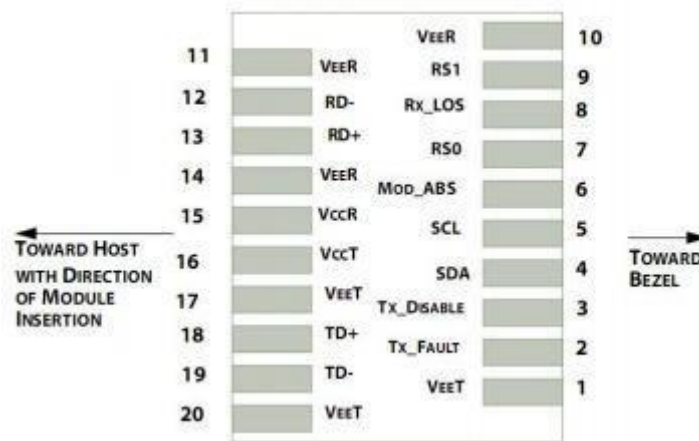 VEER 10
11 VEER
RS1 9
12 RD-
RX_LOS 8
13 RD+
RS0 7
14 VEER
MOD_ABS 6
15 VCCR
SCL 5
16 VCCT
SDA 4
17 VEET
TX_DISABLE 3
18 TD+
TX_FAULT 2
19 TD-
VEET 1
20 VEET
TOWARD HOST
WITH DIRECTION
OF MODULE
INSERTION
TOWARD
BEZEL